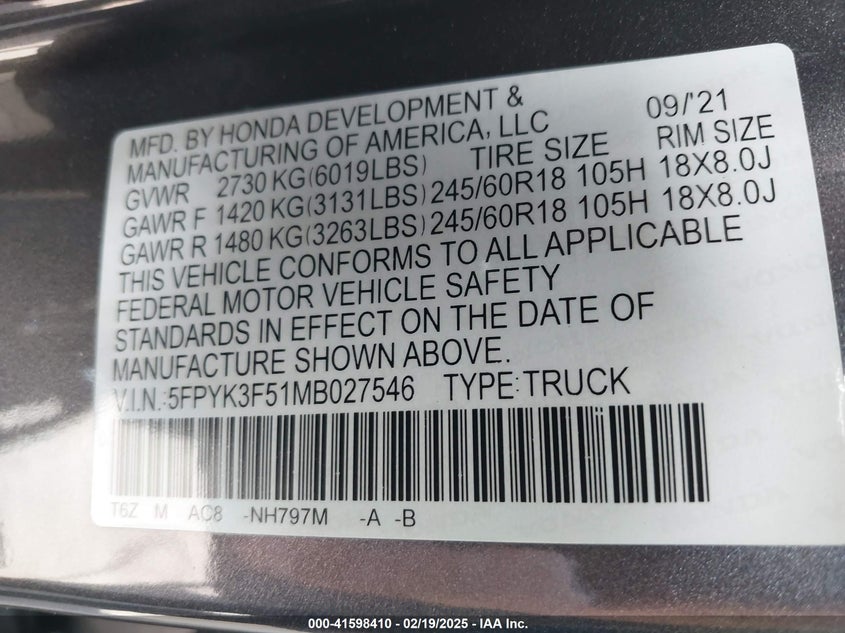 MFD. BY HONDA DEVELOPMENT & 09/'21
MANUFACTURING OF AMERICA, LLC
GVWR 2730 KG(6019LBS) TIRE SIZE RIM SIZE
GAWR F 1420 KG(3131LBS) 245/60R18 105H 18X8.0J
GAWR R 1480 KG(3263LBS) 245/60R18 105H 18X8.0J
THIS VEHICLE CONFORMS TO ALL APPLICABLE
FEDERAL MOTOR VEHICLE SAFETY
STANDARDS IN EFFECT ON THE DATE OF
MANUFACTURE SHOWN ABOVE.
V.I.N.:5FPYK3F51MB027546 TYPE:TRUCK
T6Z M AC8 -NH797M -A -B
000-41598410 - 02/19/2025 - IAA Inc.